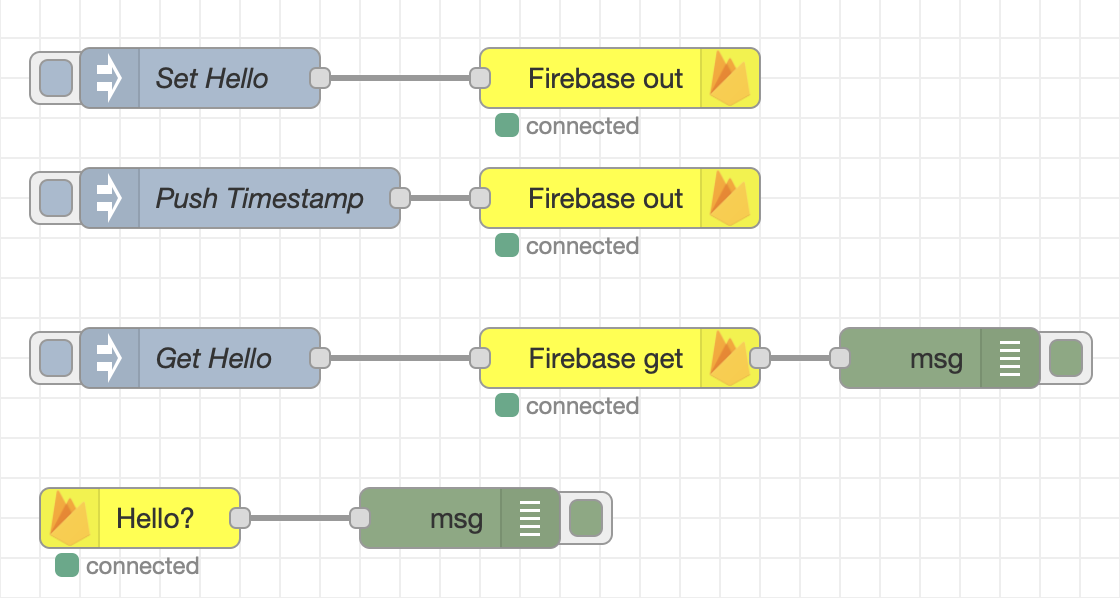 Set Hello
Firebase out
connected
Push Timestamp
Firebase out
connected
Get Hello
Firebase get
msg
connected
Hello?
msg
connected